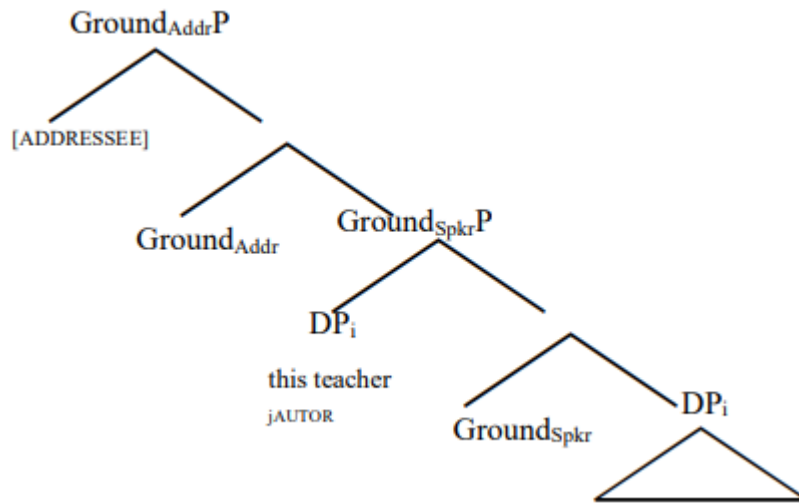 GroundAddrP
[ADDRESSEE]
GroundAddr
GroundSpkrP
DPi
this teacher
jAUTOR
GroundSpkr
DPi